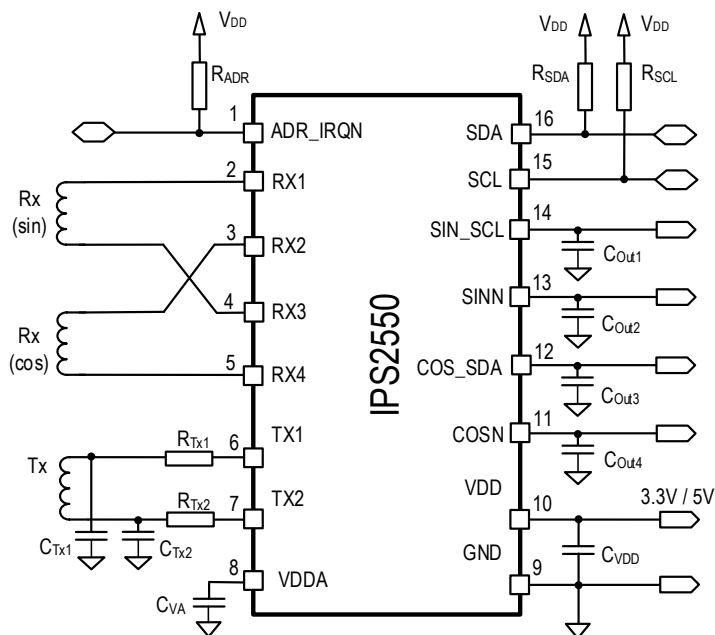 VDD VDD VDD
RADR RSDA RSCL
1 ADR_IRQN SDA 16
2 RX1 SCL 15
Rx
(sin)
SIN_SCL 14
COut1
3 RX2
SINN 13
COut2
4 RX3
Rx
(cos)
IPS2550
COS_SDA 12
COut3
5 RX4
COSN 11
COut4
Tx RTx1 6 TX1
VDD 10 3.3V / 5V
RTx2 7 TX2
CTx1 CTx2
CVDD
GND 9
8 VDDA
CVA